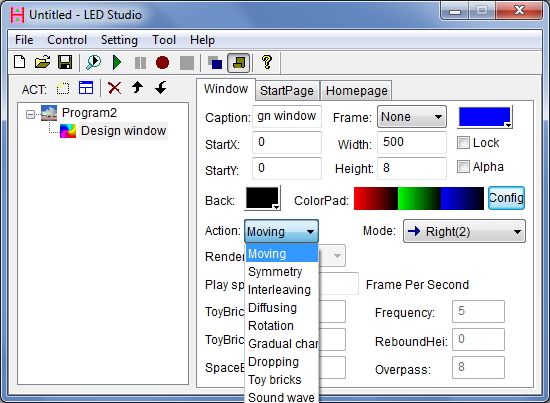 Untitled - LED Studio
File Control Setting Tool Help
ACT:
Program2
Design window
Window StartPage Homepage
Caption: gn window Frame: None
StartX: 0 Width: 500 Lock
StartY: 0 Height: 8 Alpha
Back: ColorPad: Config
Action: Moving Mode: Right(2)
Render
Moving
Symmetry
Interleaving
Diffusing
Rotation
Gradual char
Dropping
Toy bricks
Sound wave
Play sp Frame Per Second
ToyBric Frequency: 5
ToyBric ReboundHei: 0
SpaceB Overpass: 8